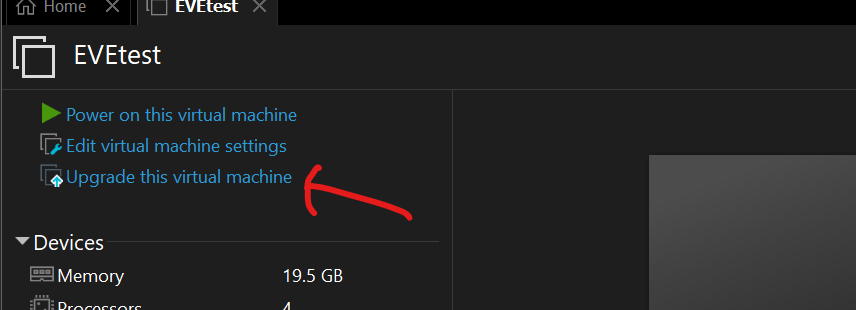 Home
EVEtest
EVEtest
Power on this virtual machine
Edit virtual machine settings
Upgrade this virtual machine
Devices
Memory 19.5 GB
Processors 4